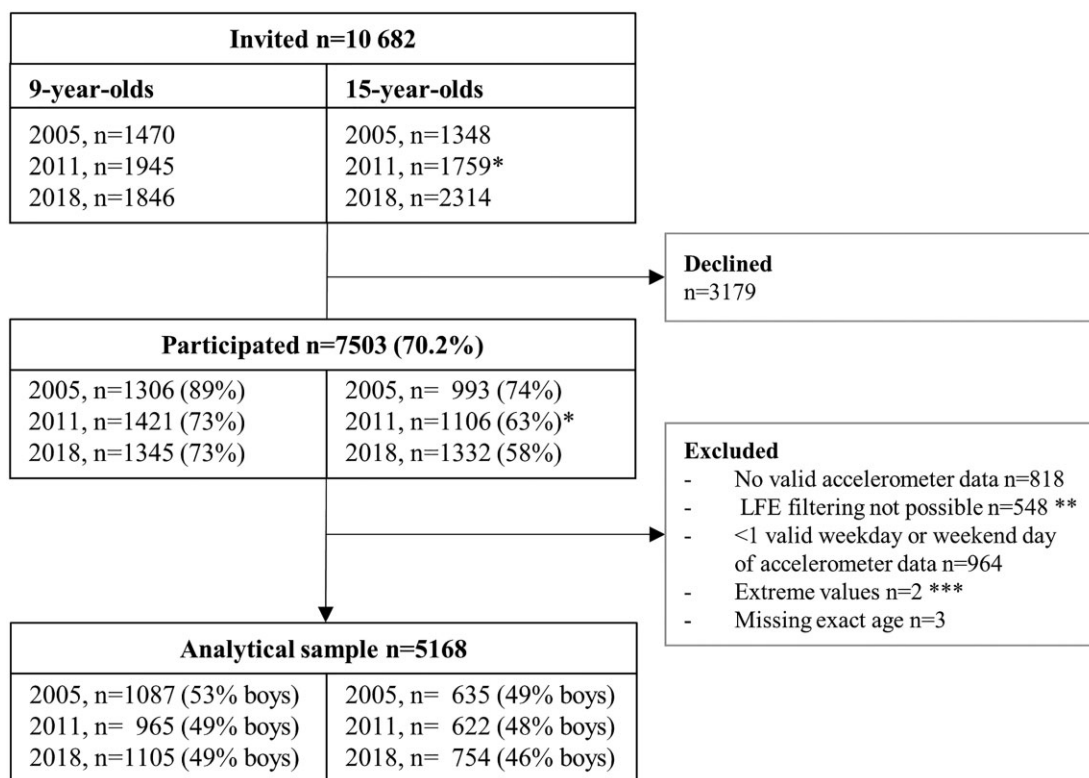 Invited n=10 682
9-year-olds
2005, n=1470
2011, n=1945
2018, n=1846
15-year-olds
2005, n=1348
2011, n=1759*
2018, n=2314
Declined
n=3179
Participated n=7503 (70.2%)
2005, n=1306 (89%)
2011, n=1421 (73%)
2018, n=1345 (73%)
2005, n= 993 (74%)
2011, n=1106 (63%)*
2018, n=1332 (58%)
Excluded
- No valid accelerometer data n=818
- LFE filtering not possible n=548 **
- <1 valid weekday or weekend day
of accelerometer data n=964
- Extreme values n=2 ***
- Missing exact age n=3
Analytical sample n=5168
2005, n=1087 (53% boys)
2011, n= 965 (49% boys)
2018, n=1105 (49% boys)
2005, n= 635 (49% boys)
2011, n= 622 (48% boys)
2018, n= 754 (46% boys)